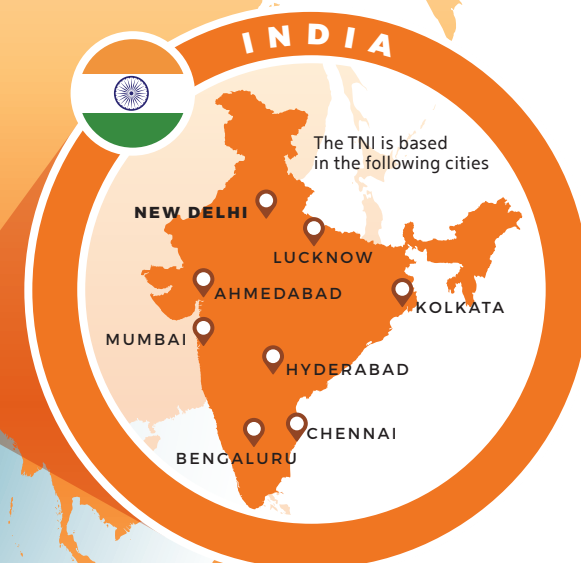 INDIA
The TNI is based
in the following cities
NEW DELHI
LUCKNOW
AHMEDABAD
KOLKATA
MUMBAI
HYDERABAD
CHENNAI
BENGALURU